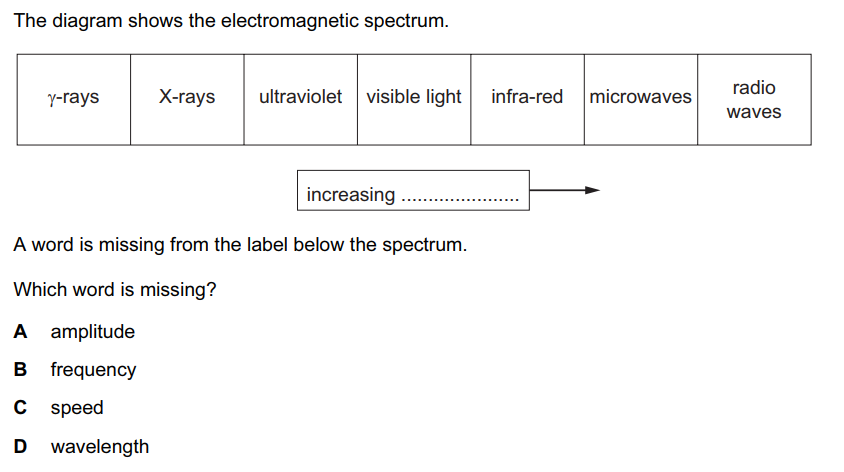 The diagram shows the electromagnetic spectrum.
γ-rays X-rays ultraviolet visible light infra-red microwaves radio waves
increasing ......................
A word is missing from the label below the spectrum.
Which word is missing?
A amplitude
B frequency
C speed
D wavelength